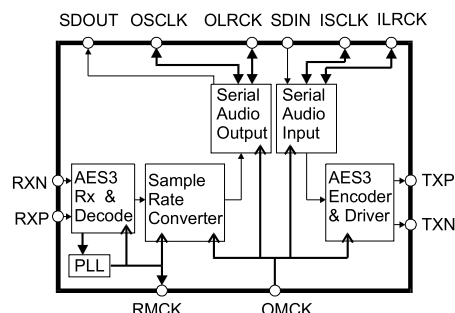 SDOUT OSCLK OLRCK SDIN ISCLK ILRCK
Serial
Audio
Output
Serial
Audio
Input
RXN
RXP
AES3
Rx &
Decode
Sample
Rate
Converter
AES3
Encoder
& Driver
TXP
TXN
PLL
RMCK OMCK